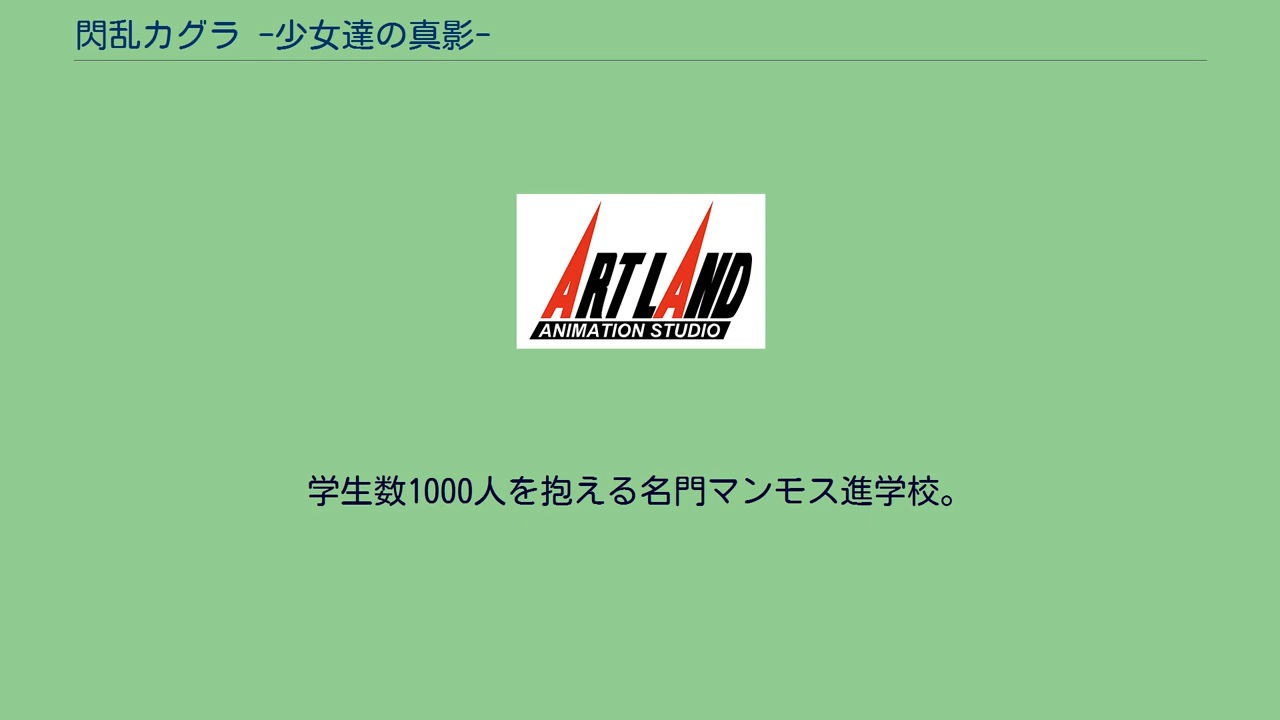 閃乱カグラ -少女達の真影-
ARTLAND
ANIMATION STUDIO
学生数1000人を抱える名門マンモス進学校。